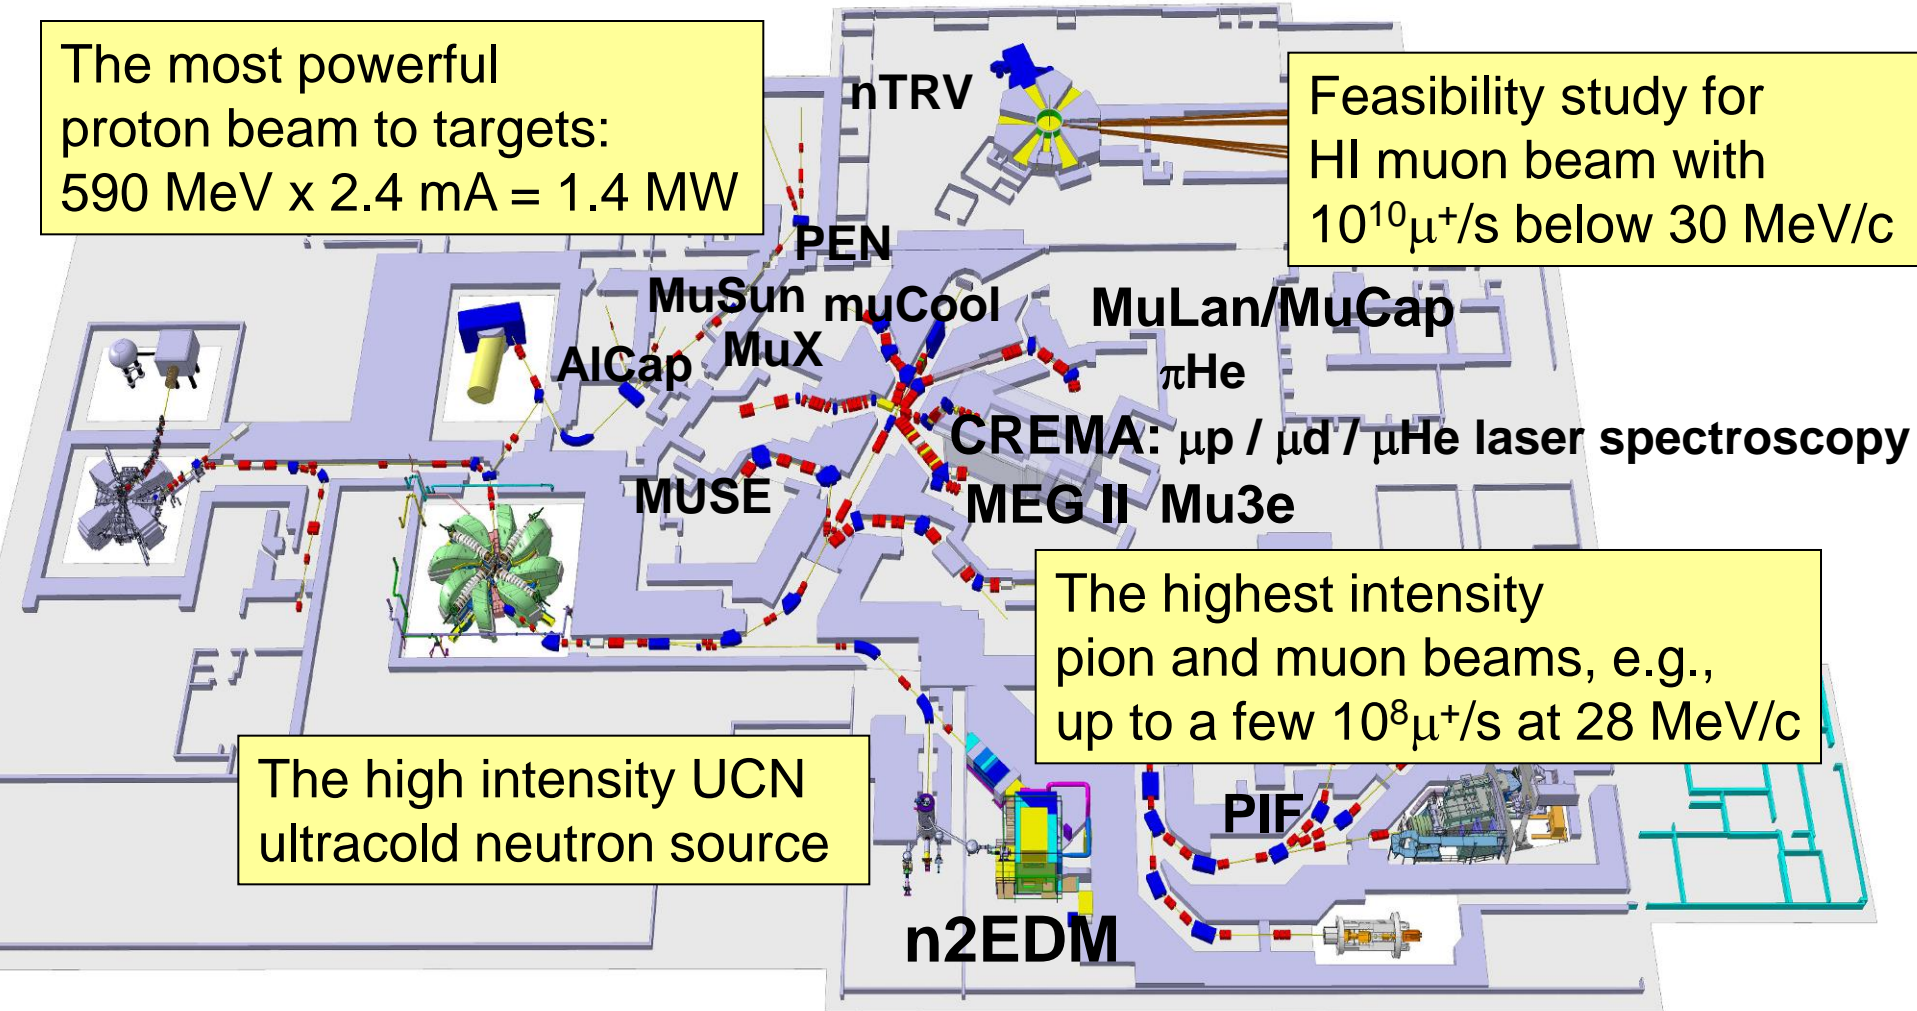 The most powerful
proton beam to targets:
590 MeV x 2.4 mA = 1.4 MW
nTRV
Feasibility study for
HI muon beam with
10¹⁰μ⁺/s below 30 MeV/c
PEN
MuSun
muCool
MuLan/MuCap
AlCap
MuX
πHe
CREMA: μp / μd / μHe laser spectroscopy
MUSE
MEG II
Mu3e
The highest intensity
pion and muon beams, e.g.,
up to a few 10⁸μ⁺/s at 28 MeV/c
The high intensity UCN
ultracold neutron source
PIF
n2EDM